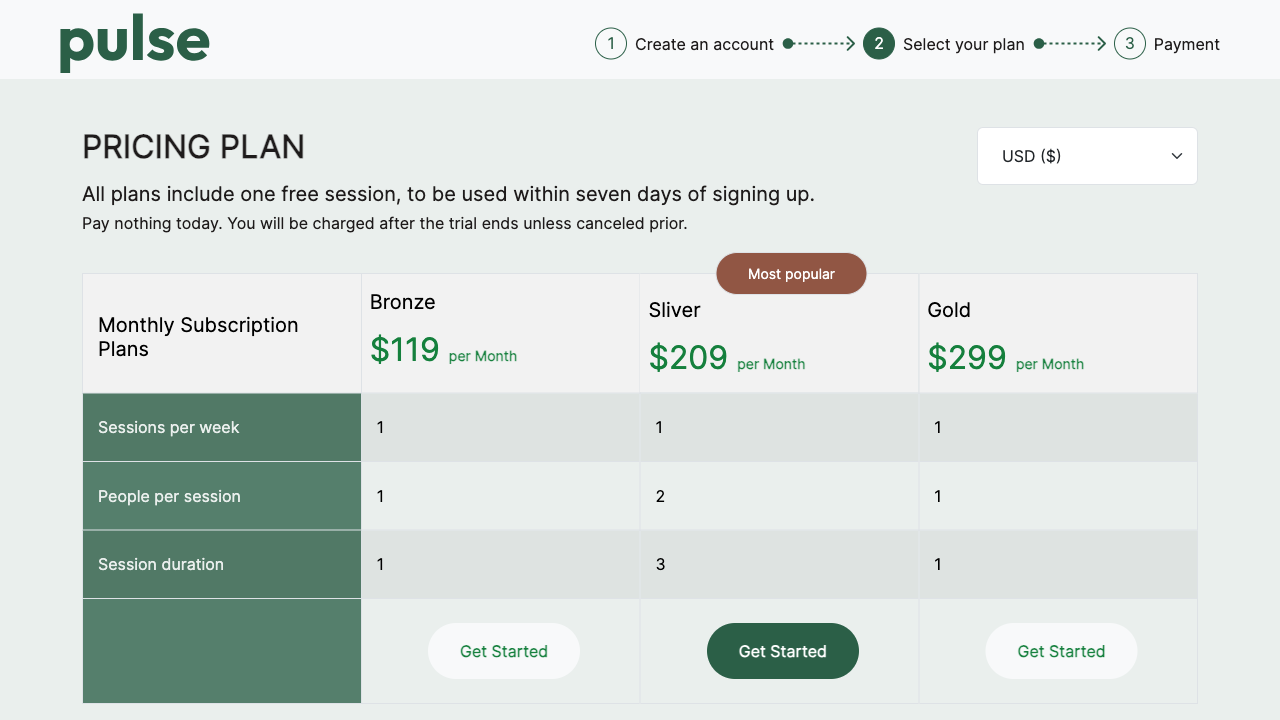 pulse
1 Create an account 2 Select your plan 3 Payment
PRICING PLAN
USD ($)
All plans include one free session, to be used within seven days of signing up.
Pay nothing today. You will be charged after the trial ends unless canceled prior.
Most popular
Monthly Subscription
Plans
Bronze
$119 per Month
Sliver
$209 per Month
Gold
$299 per Month
Sessions per week 1 1 1
People per session 1 2 1
Session duration 1 3 1
Get Started Get Started Get Started